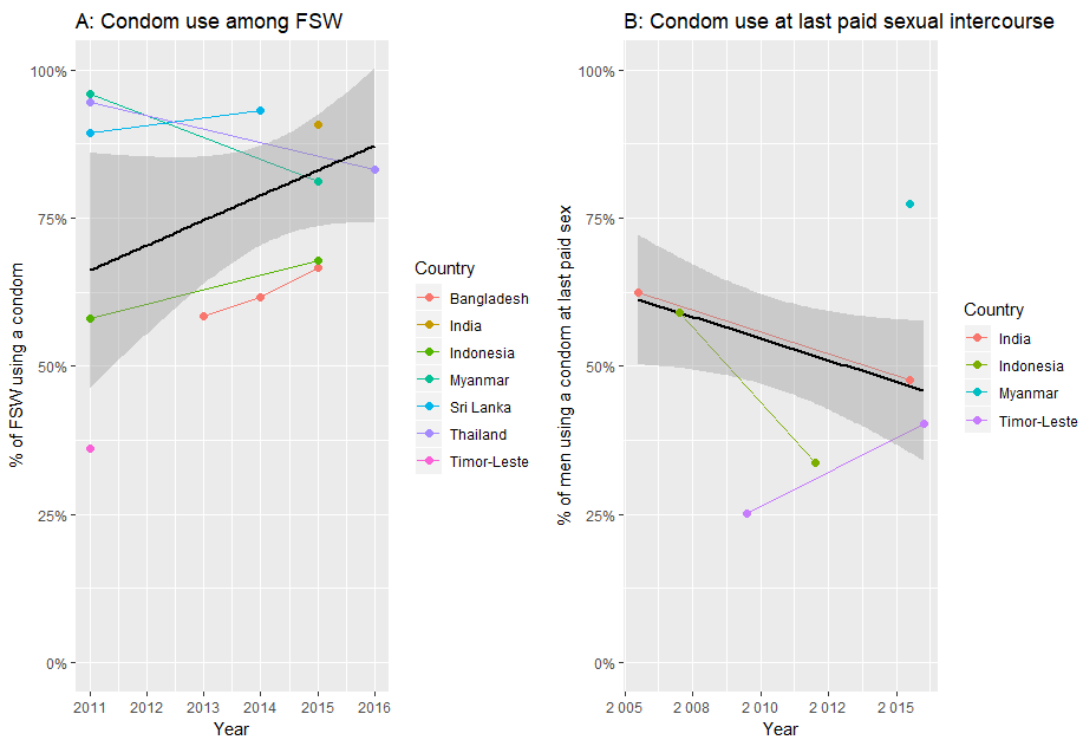 A: Condom use among FSW
% of FSW using a condom
100%
75%
50%
25%
0%
2011 2012 2013 2014 2015 2016
Year
Country
Bangladesh
India
Indonesia
Myanmar
Sri Lanka
Thailand
Timor-Leste
B: Condom use at last paid sexual intercourse
% of men using a condom at last paid sex
100%
75%
50%
25%
0%
2 005 2 008 2 010 2 012 2 015
Year
Country
India
Indonesia
Myanmar
Timor-Leste